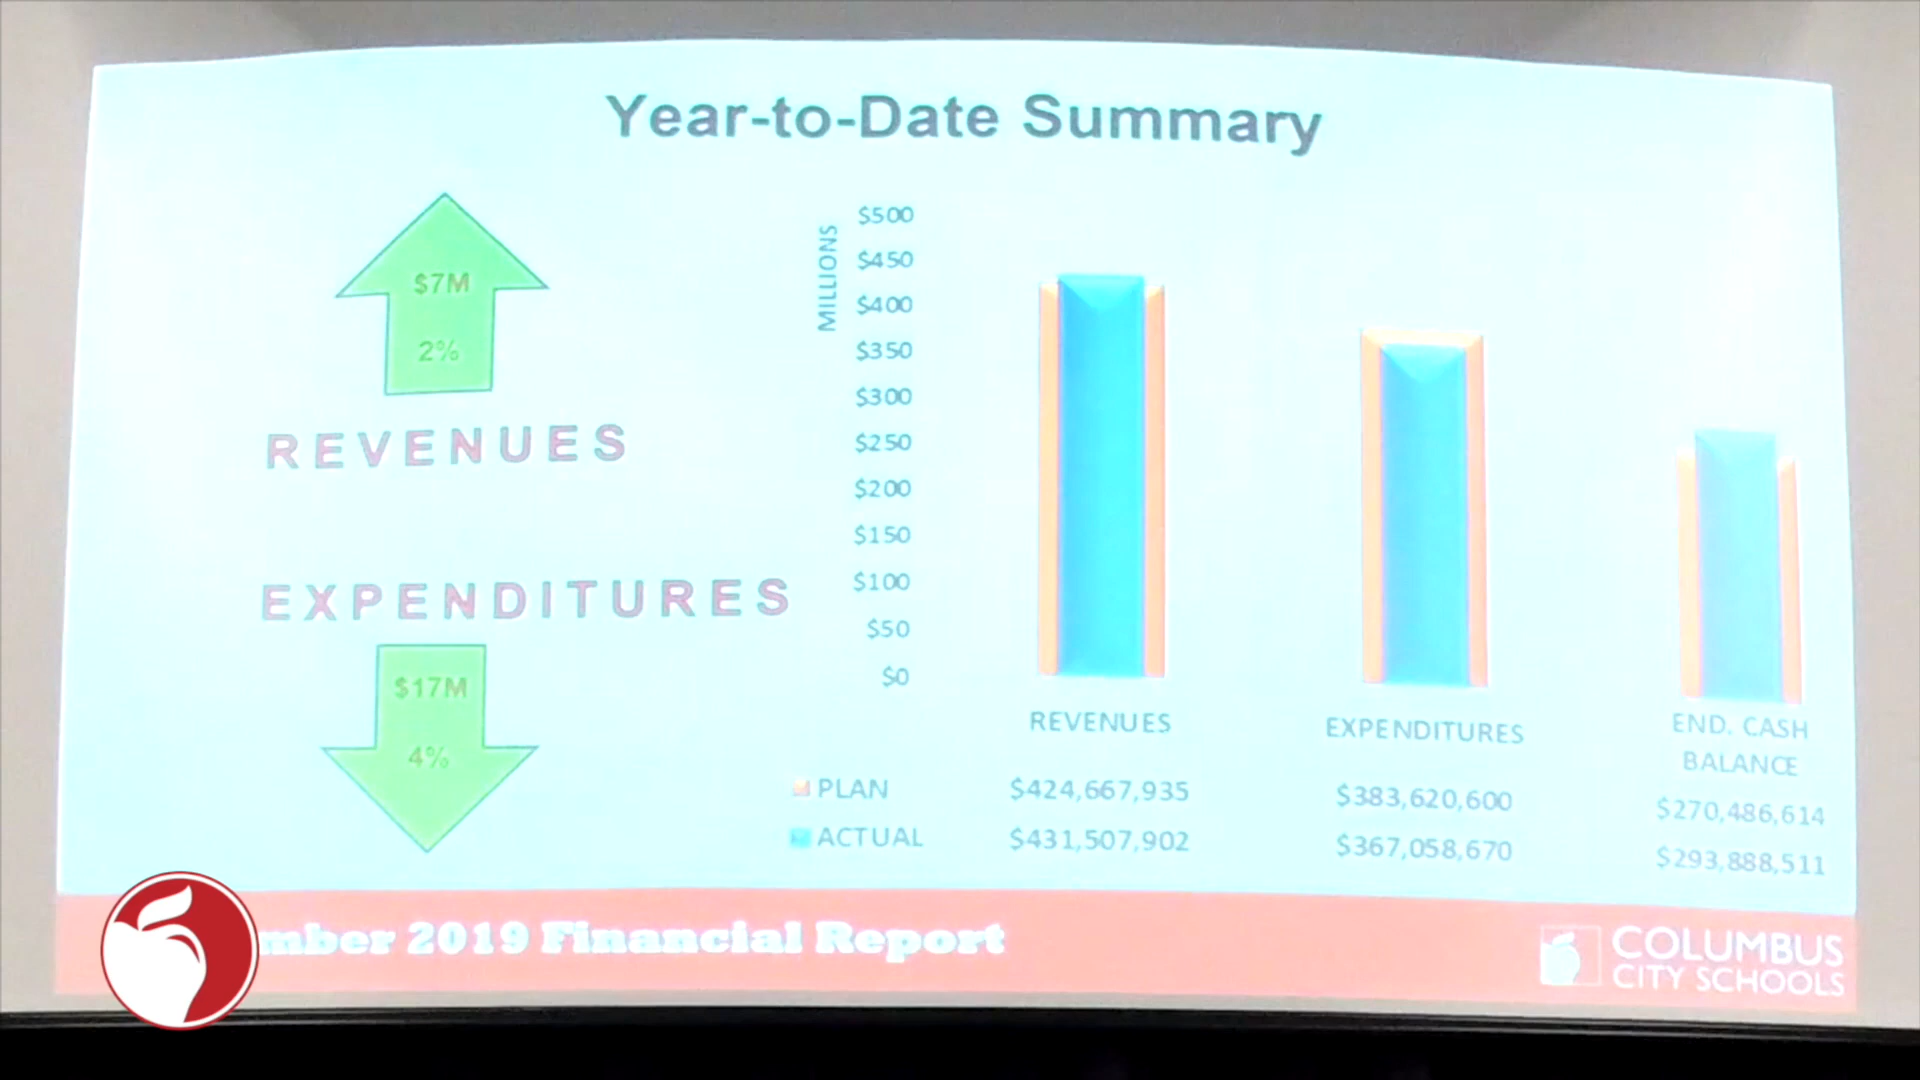 Year-to-Date Summary
$7M
2%
REVENUES
EXPENDITURES
$17M
4%
MILLIONS
$500
$450
$400
$350
$300
$250
$200
$150
$100
$50
$0
REVENUES
EXPENDITURES
END. CASH
BALANCE
PLAN $424,667,935 $383,620,600 $270,486,614
ACTUAL $431,507,902 $367,058,670 $293,888,511
mber 2019 Financial Report
COLUMBUS
CITY SCHOOLS